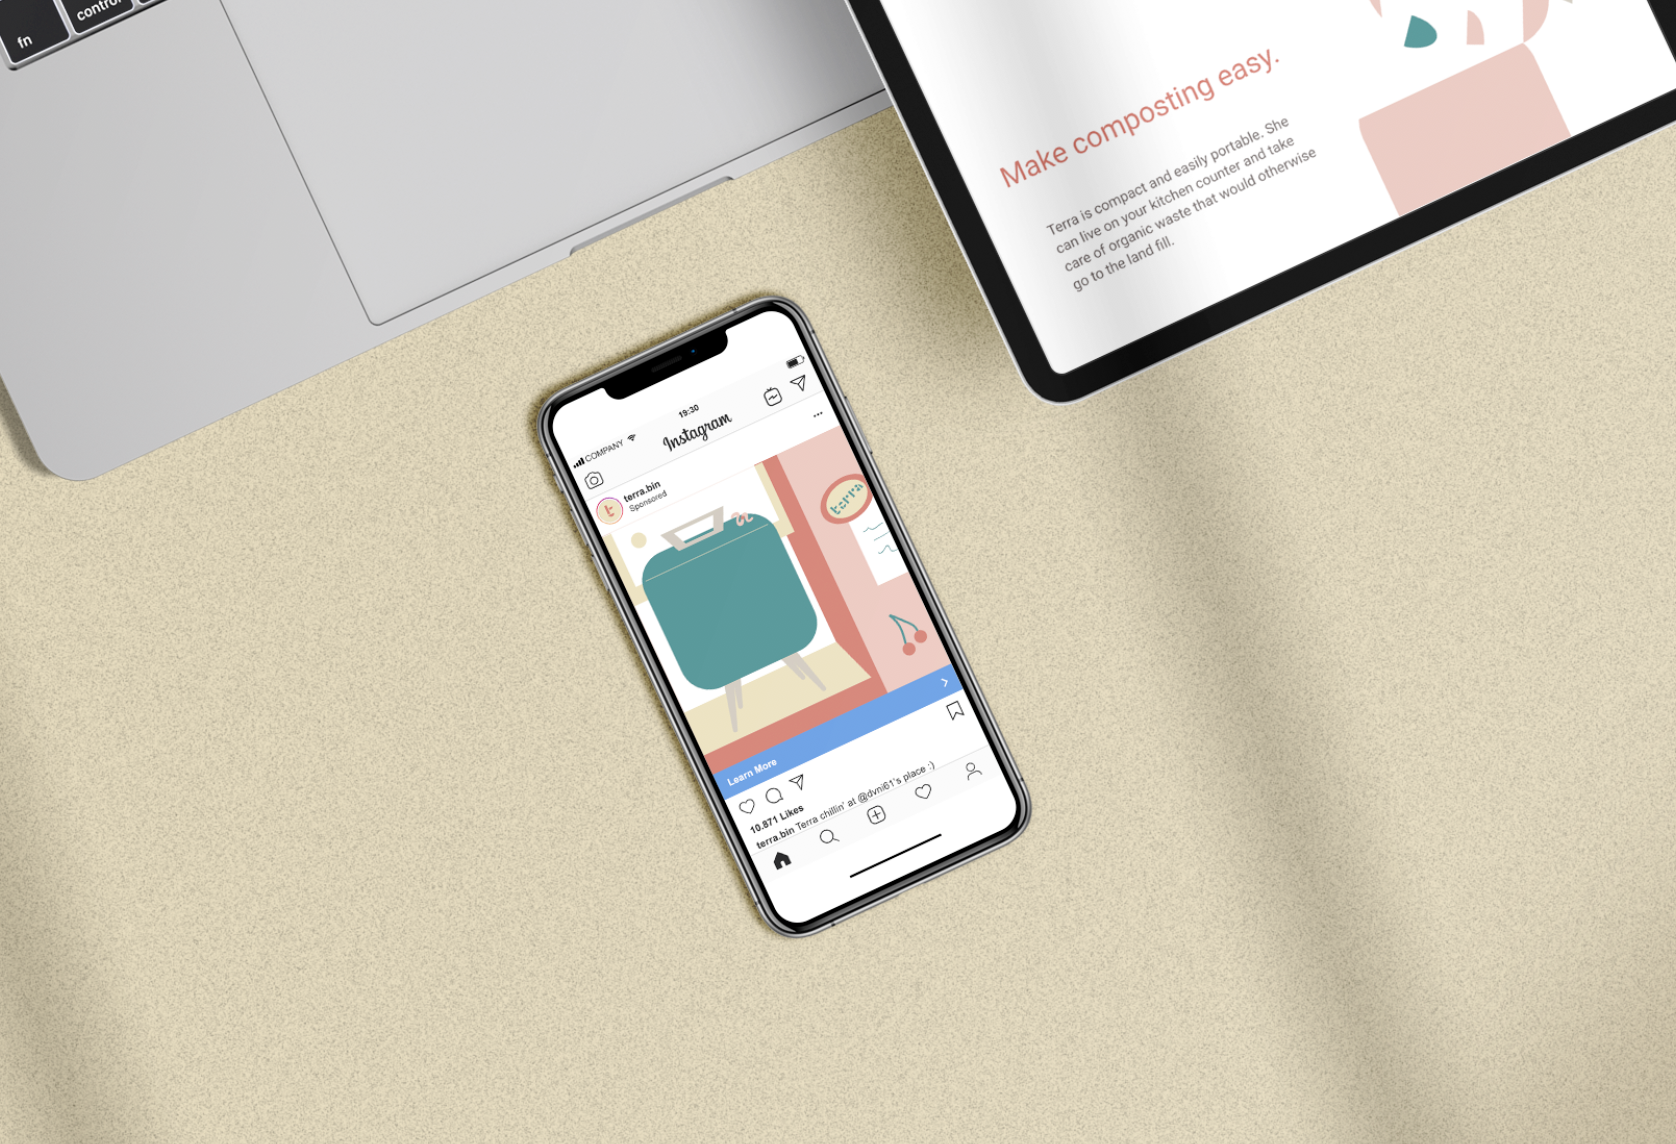 fn
control
Make composting easy.
Terra is compact and easily portable. She
can live on your kitchen counter and take
care of organic waste that would otherwise
go to the land fill.
COMPANY
19:30
Instagram
t
terra.bin
Sponsored
terra
Learn More
10.871 Likes
terra.bin Terra chillin' at @dvni61's place :)